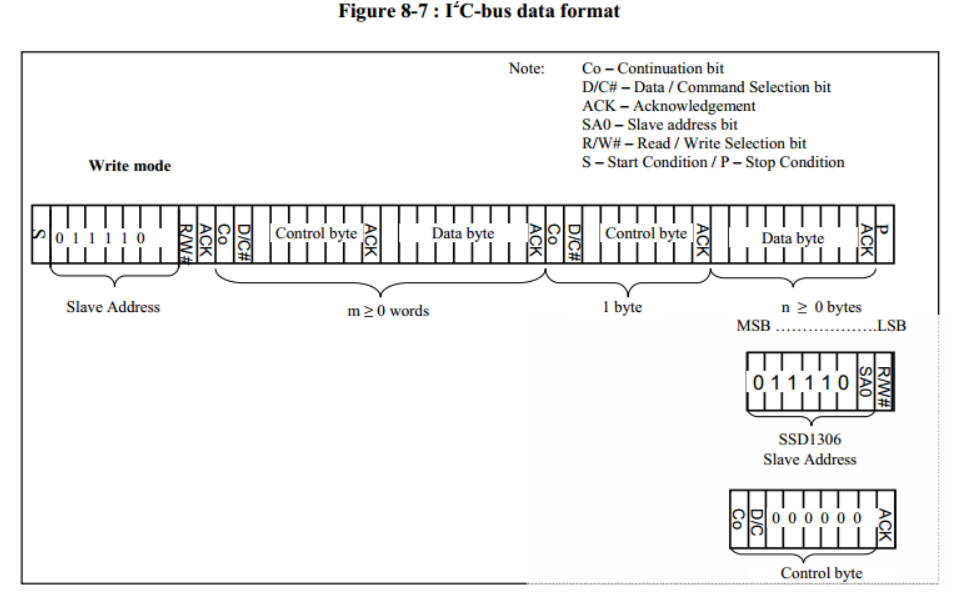 Figure 8-7 : I²C-bus data format
Note: Co – Continuation bit
D/C# – Data / Command Selection bit
ACK – Acknowledgement
SA0 – Slave address bit
R/W# – Read / Write Selection bit
S – Start Condition / P – Stop Condition
Write mode
S 0 1 1 1 1 0 R/W# ACK Co D/C# Control byte ACK Data byte ACK Co D/C# Control byte ACK Data byte ACK P
Slave Address
m ≥ 0 words
1 byte
n ≥ 0 bytes
MSB ....................LSB
0 1 1 1 1 0 SA0 R/W#
SSD1306
Slave Address
Co D/C 0 0 0 0 0 0 ACK
Control byte